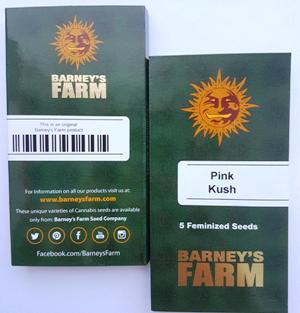 BARNEY'S
FARM
This is an original
Barney's Farm product
For Information on all our products visit us at:
www.barneysfarm.com
These unique varieties of Cannabis seeds are available
only from: Barney's Farm Seed Company
Facebook.com/BarneysFarm
Pink
Kush
5 Feminized Seeds
BARNEY'S
FARM